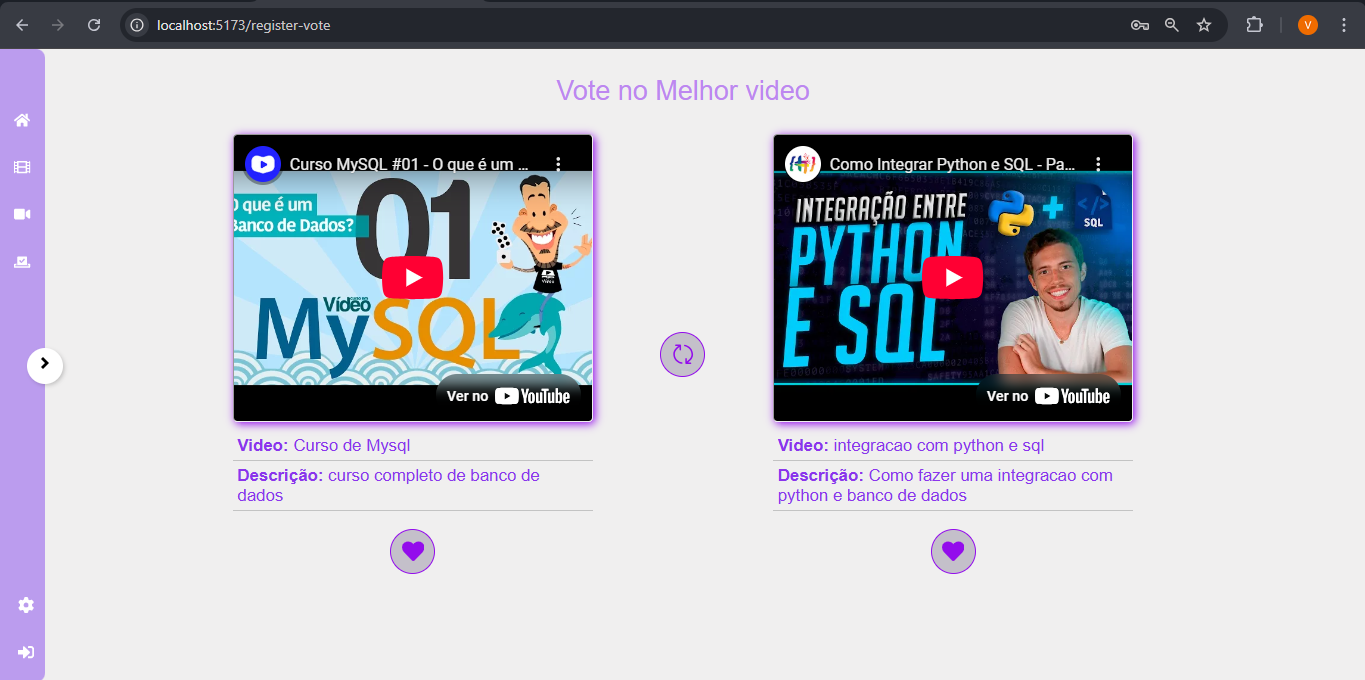 localhost:5173/register-vote
V
Vote no Melhor video
Curso MySQL #01 - O que é um ...
O que é um
Banco de Dados?
01
CURSO EM
Vídeo
MySQL
Ver no YouTube
Video: Curso de Mysql
Descrição: curso completo de banco de
dados
Como Integrar Python e SQL - Pa...
INTEGRAÇÃO ENTRE
PYTHON
E SQL
SQL
Ver no YouTube
Video: integracao com python e sql
Descrição: Como fazer uma integracao com
python e banco de dados